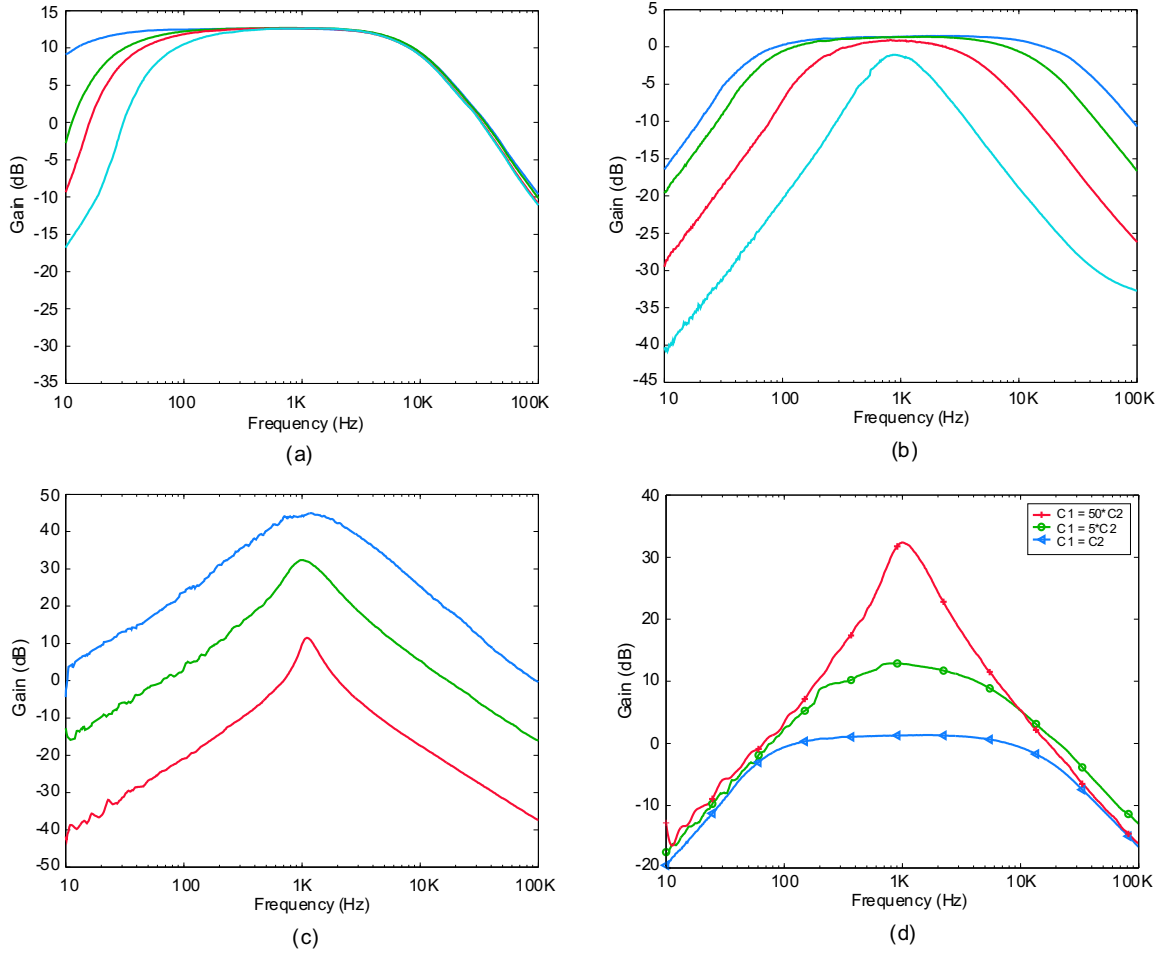 15
10
5
0
-5
-10
-15
-20
-25
-30
-35
Gain (dB)
10 100 1K 10K 100K
Frequency (Hz)
(a)
5
0
-5
-10
-15
-20
-25
-30
-35
-40
-45
Gain (dB)
10 100 1K 10K 100K
Frequency (Hz)
(b)
50
40
30
20
10
0
-10
-20
-30
-40
-50
Gain (dB)
10 100 1K 10K 100K
Frequency (Hz)
(c)
40
30
20
10
0
-10
-20
Gain (dB)
C1 = 50*C2
C1 = 5*C2
C1 = C2
10 100 1K 10K 100K
Frequency (Hz)
(d)